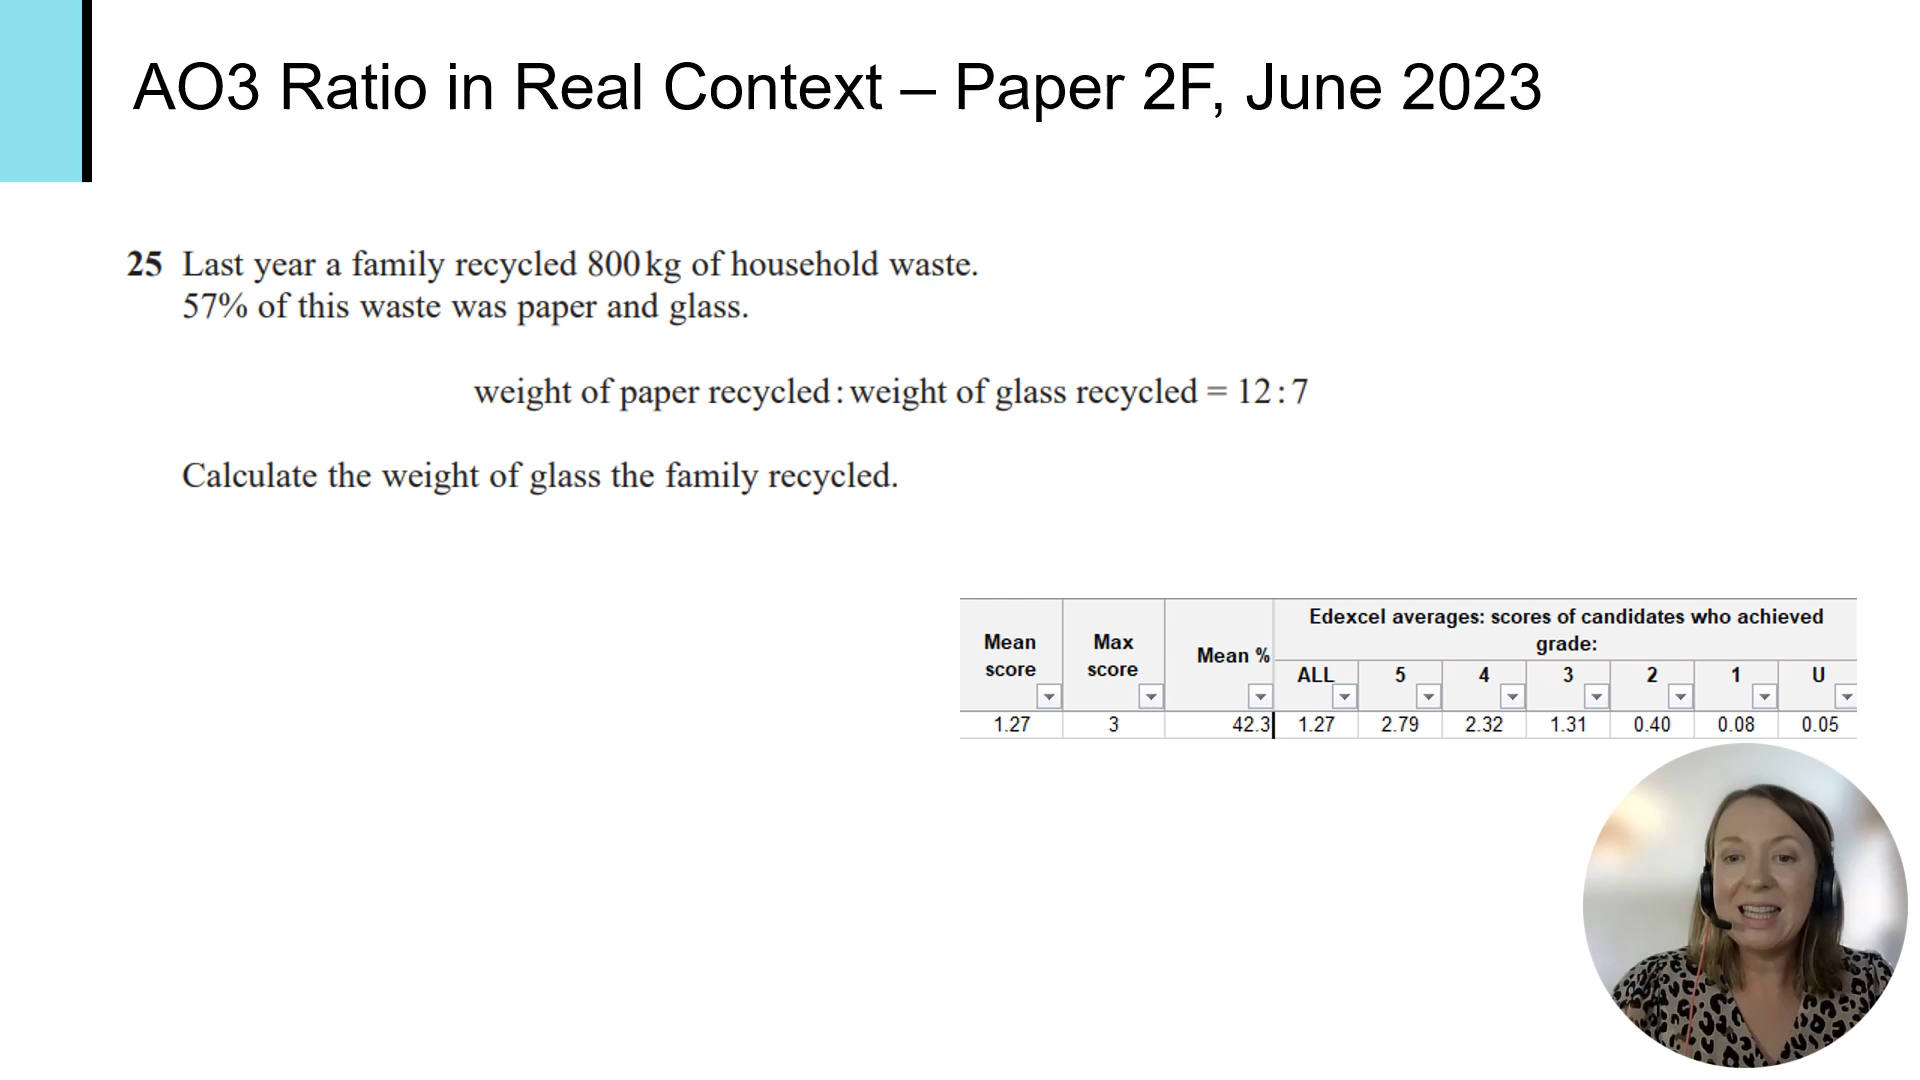 AO3 Ratio in Real Context – Paper 2F, June 2023
25 Last year a family recycled 800 kg of household waste.
57% of this waste was paper and glass.
weight of paper recycled : weight of glass recycled = 12 : 7
Calculate the weight of glass the family recycled.
Mean score Max score Mean % Edexcel averages: scores of candidates who achieved grade:
ALL 5 4 3 2 1 U
1.27 3 42.3 1.27 2.79 2.32 1.31 0.40 0.08 0.05